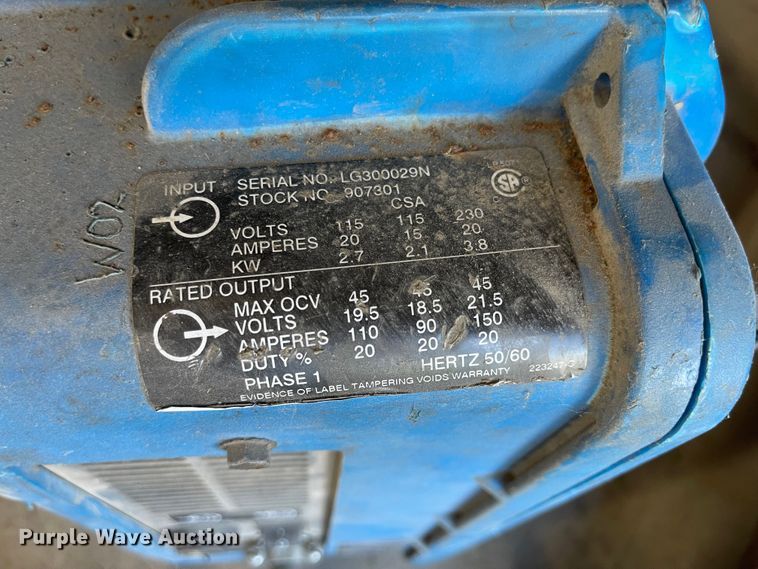 W02
INPUT SERIAL NO. LG300029N
STOCK NO. 907301
CSA
VOLTS 115 115 230
AMPERES 20 15 20
KW 2.7 2.1 3.8
RATED OUTPUT
MAX OCV 45 45 45
VOLTS 19.5 18.5 21.5
AMPERES 110 90 150
DUTY % 20 20 20
PHASE 1 HERTZ 50/60
EVIDENCE OF LABEL TAMPERING VOIDS WARRANTY
Purple Wave Auction